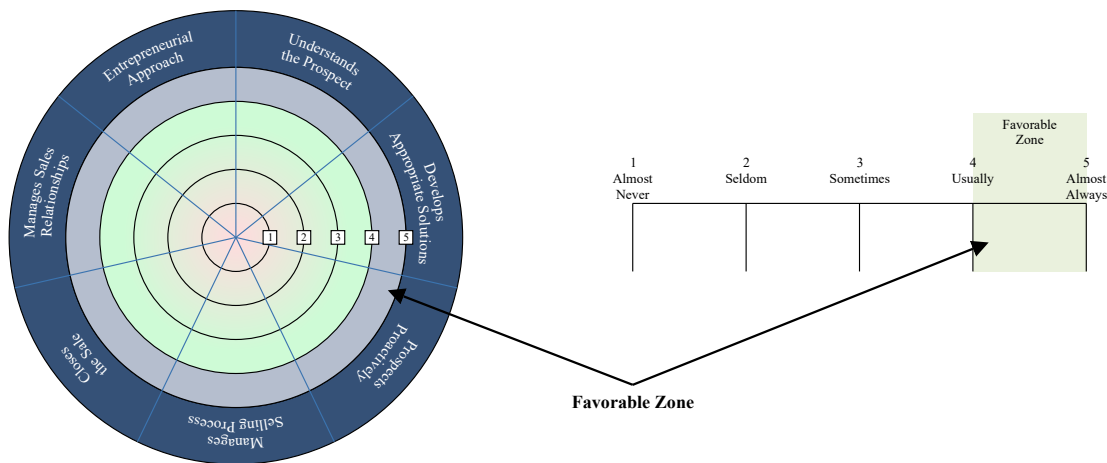 Entrepreneurial
Approach
Understands
the Prospect
Develops
Appropriate Solutions
Prospects
Proactively
Manages
Selling Process
Closes
the Sale
Manages Sales
Relationships
1
2
3
4
5
Favorable
Zone
1
Almost
Never
2
Seldom
3
Sometimes
4
Usually
5
Almost
Always
Favorable Zone